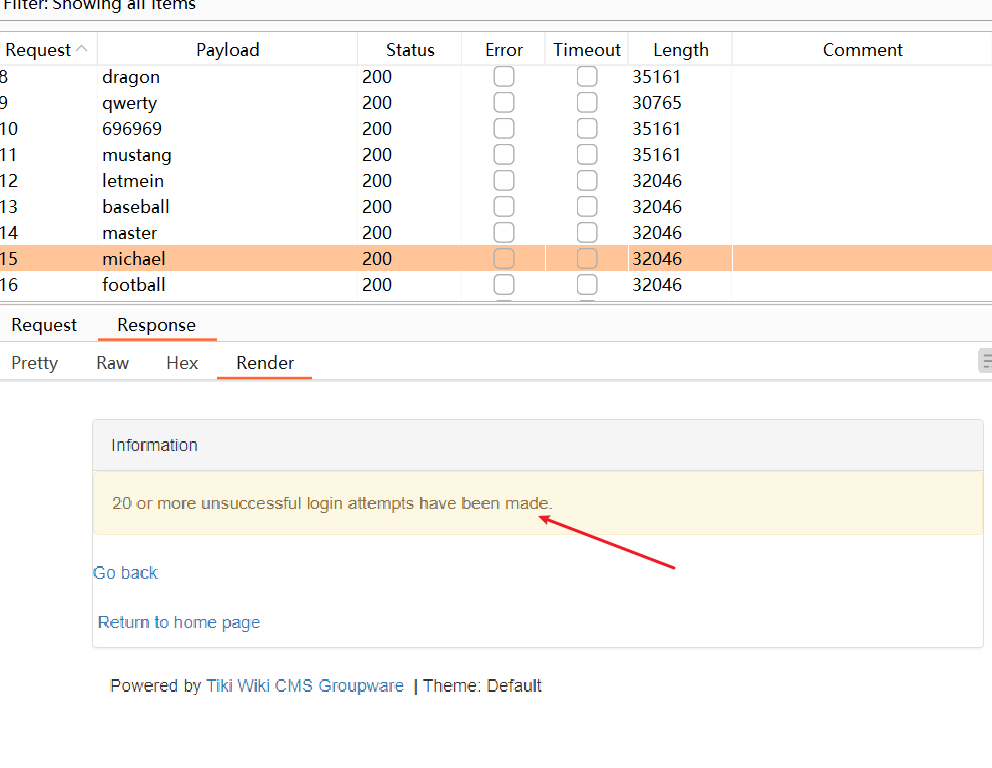 Filter: Showing all items
Request Payload Status Error Timeout Length Comment
8 dragon 200 35161
9 qwerty 200 30765
10 696969 200 35161
11 mustang 200 35161
12 letmein 200 32046
13 baseball 200 32046
14 master 200 32046
15 michael 200 32046
16 football 200 32046
Request Response
Pretty Raw Hex Render
Information
20 or more unsuccessful login attempts have been made.
Go back
Return to home page
Powered by Tiki Wiki CMS Groupware | Theme: Default